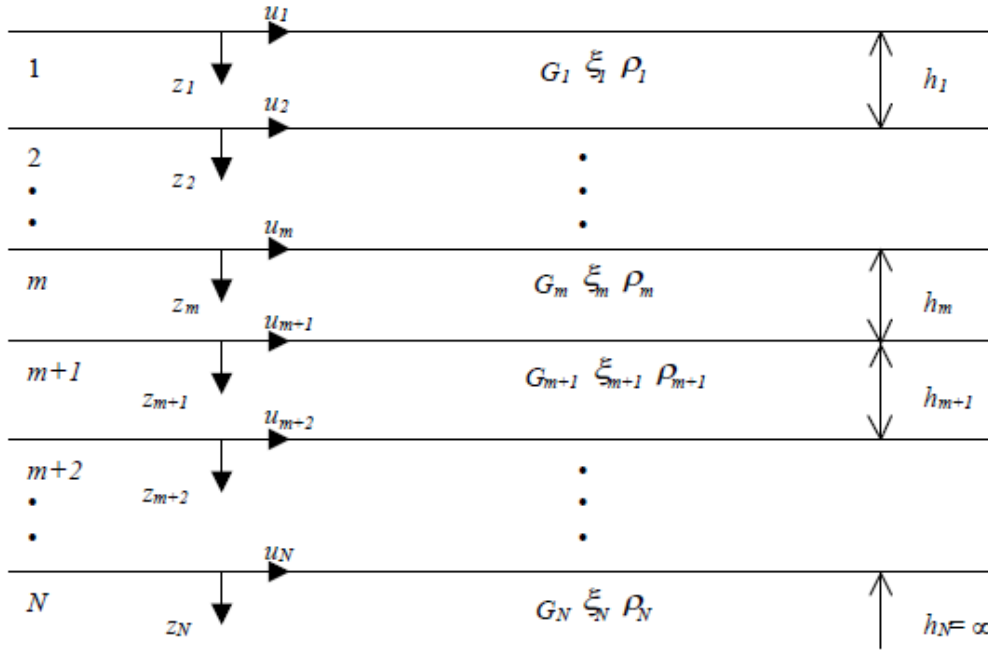 u1
1 z1 G1 ξ1 ρ1 h1
u2
2 z2
um
m zm Gm ξm ρm hm
um+1
m+1 zm+1 Gm+1 ξm+1 ρm+1 hm+1
um+2
m+2 zm+2
uN
N zN GN ξN ρN hN= ∞